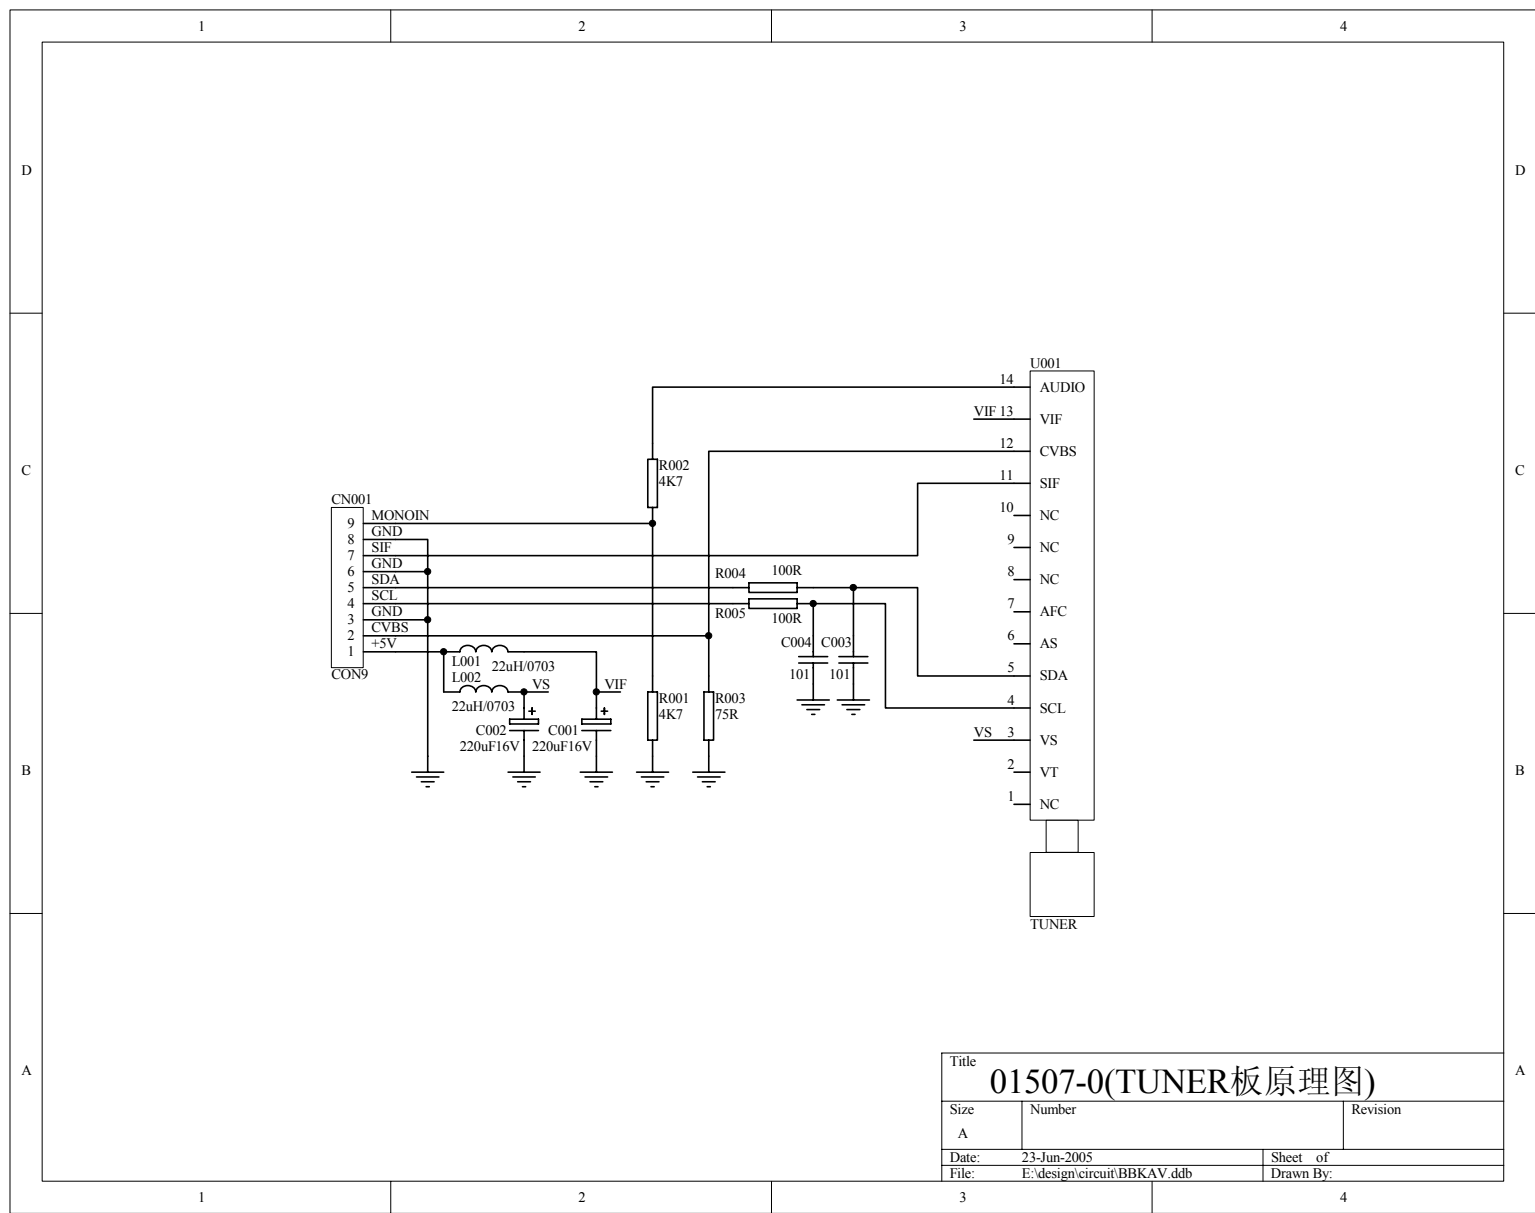 1 2 3 4
D D
C C
B B
A A
U001
14 AUDIO
VIF 13 VIF
12 CVBS
11 SIF
10 NC
9 NC
8 NC
7 AFC
6 AS
5 SDA
4 SCL
VS 3 VS
2 VT
1 NC
TUNER
R002
4K7
CN001
9 MONOIN
8 GND
7 SIF
6 GND
5 SDA
4 SCL
3 GND
2 CVBS
1 +5V
CON9
R004 100R
R005 100R
C004 C003
101 101
L001 22uH/0703
L002
22uH/0703
VS VIF
+ +
C002 C001
220uF16V 220uF16V
R001
4K7
R003
75R
Title
01507-0(TUNER板原理图)
Size Number Revision
A
Date: 23-Jun-2005 Sheet of
File: E:\design\circuit\BBKAV.ddb Drawn By:
1 2 3 4